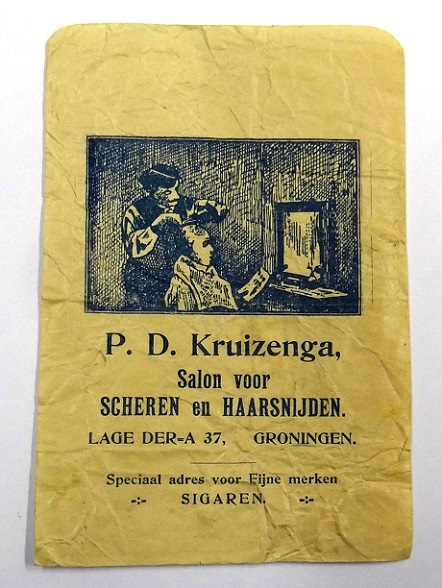 P. D. Kruizenga,
Salon voor
SCHEREN en HAARSNIJDEN.
LAGE DER=A 37, GRONINGEN.
Speciaal adres voor Fijne merken
-:- SIGAREN. -:-